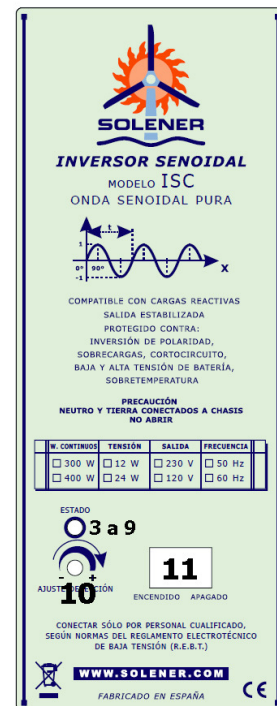 SOLENER
INVERSOR SENOIDAL
MODELO ISC
ONDA SENOIDAL PURA
t
1
0° 90°
-1
X
COMPATIBLE CON CARGAS REACTIVAS
SALIDA ESTABILIZADA
PROTEGIDO CONTRA:
INVERSIÓN DE POLARIDAD,
SOBRECARGAS, CORTOCIRCUITO,
BAJA Y ALTA TENSIÓN DE BATERÍA,
SOBRETEMPERATURA
PRECAUCIÓN
NEUTRO Y TIERRA CONECTADOS A CHASIS
NO ABRIR
W. CONTINUOS TENSIÓN SALIDA FRECUENCIA
300 W 12 W 230 V 50 Hz
400 W 24 W 120 V 60 Hz
ESTADO
3 a 9
- +
10
11
ENCENDIDO APAGADO
CONECTAR SÓLO POR PERSONAL CUALIFICADO,
SEGÚN NORMAS DEL REGLAMENTO ELECTROTÉCNICO
DE BAJA TENSIÓN (R.E.B.T.)
WWW.SOLENER.COM
FABRICADO EN ESPAÑA
CE